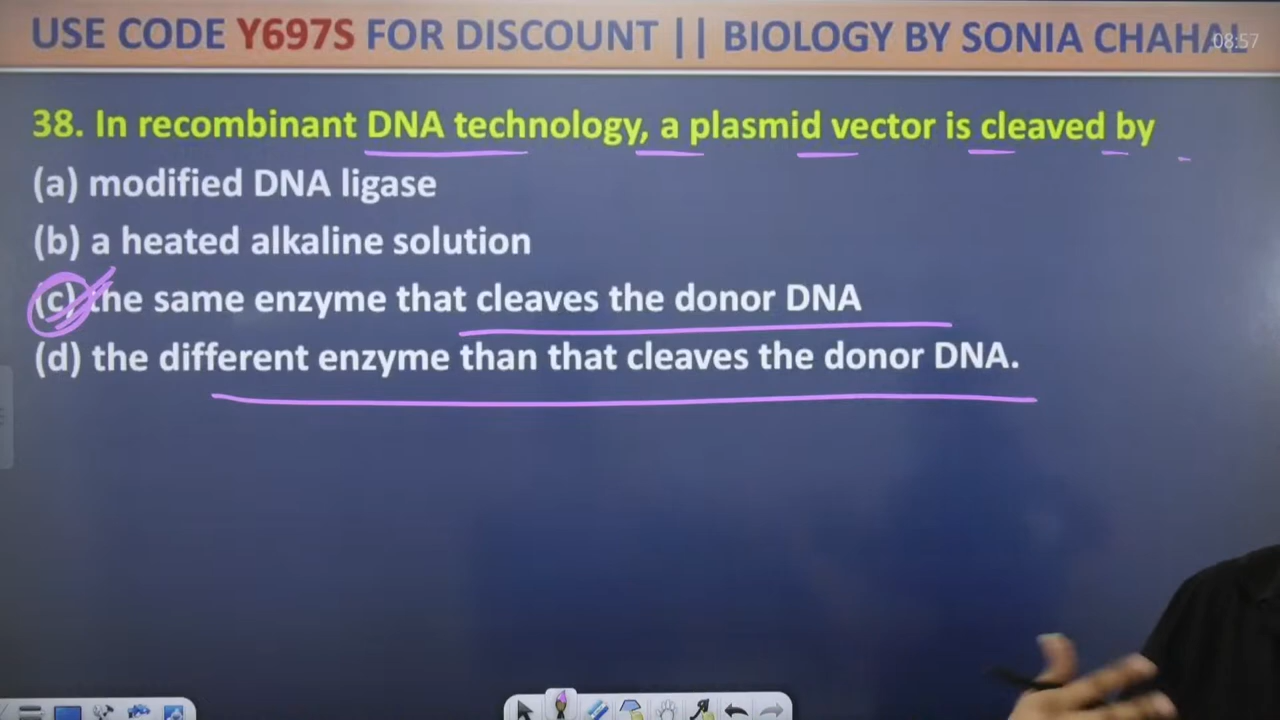 USE CODE Y697S FOR DISCOUNT || BIOLOGY BY SONIA CHAHAL
08:57
38. In recombinant DNA technology, a plasmid vector is cleaved by
(a) modified DNA ligase
(b) a heated alkaline solution
(c) the same enzyme that cleaves the donor DNA
(d) the different enzyme than that cleaves the donor DNA.